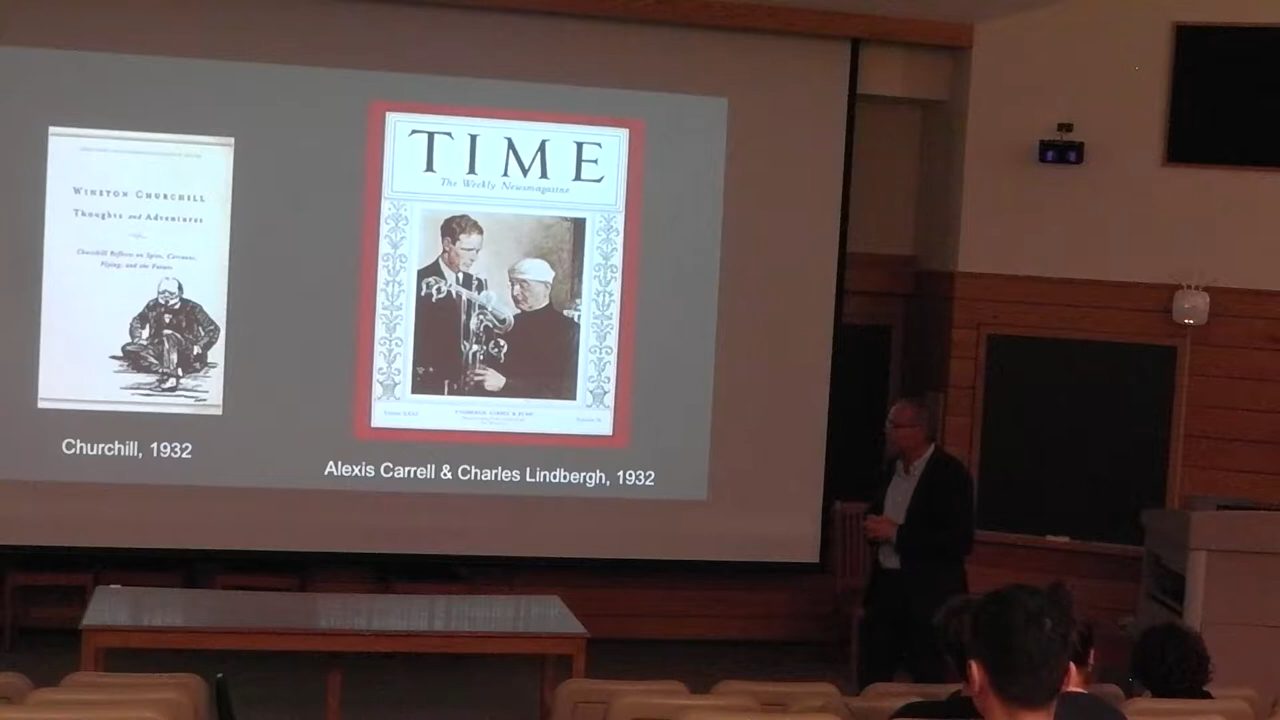 WINSTON CHURCHILL
Thoughts and Adventures
Churchill Reflects on Spies, Cartoons,
Flying, and the Future
Churchill, 1932
TIME
The Weekly Newsmagazine
Alexis Carrell & Charles Lindbergh, 1932